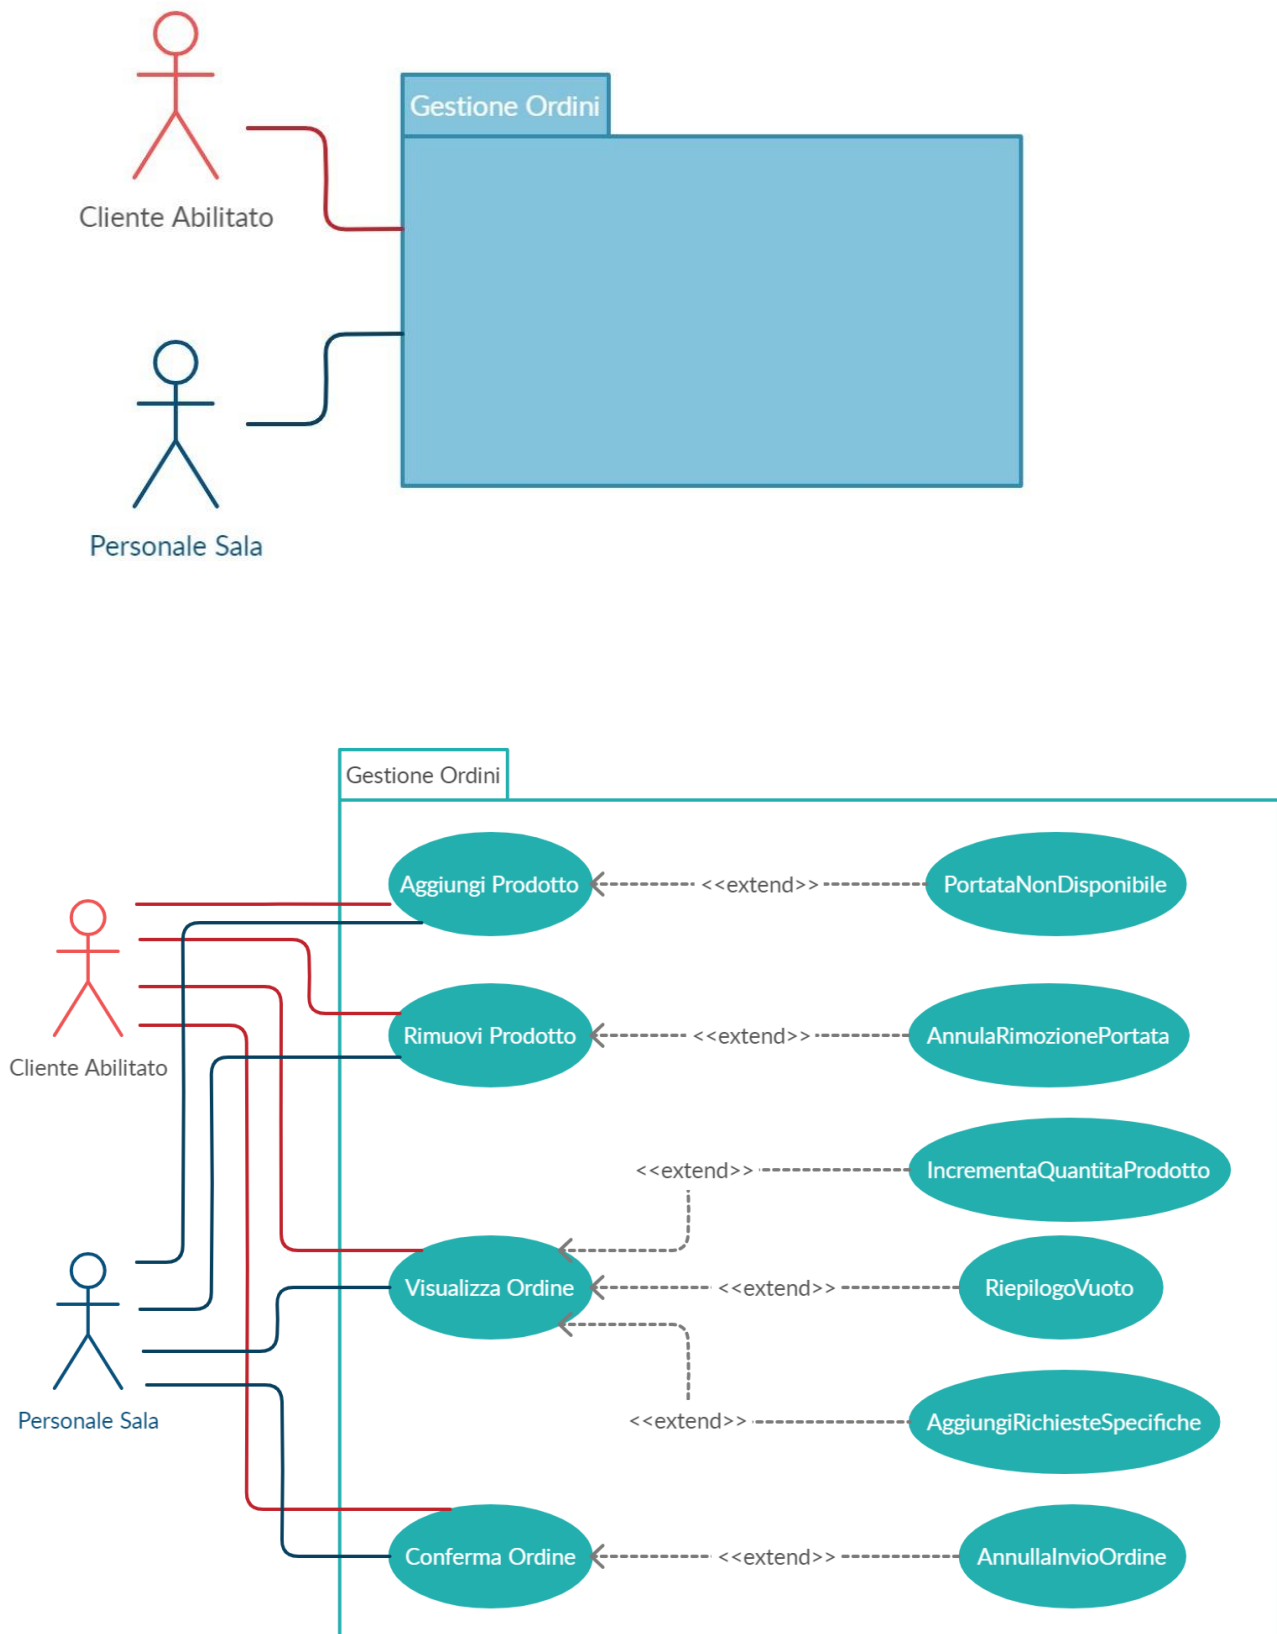 Gestione Ordini
Cliente Abilitato
Personale Sala
Gestione Ordini
Aggiungi Prodotto
<<extend>>
PortataNonDisponibile
Rimuovi Prodotto
<<extend>>
AnnulaRimozionePortata
Cliente Abilitato
<<extend>>
IncrementaQuantitaProdotto
Visualizza Ordine
<<extend>>
RiepilogoVuoto
Personale Sala
<<extend>>
AggiungiRichiesteSpecifiche
Conferma Ordine
<<extend>>
AnnullaInvioOrdine